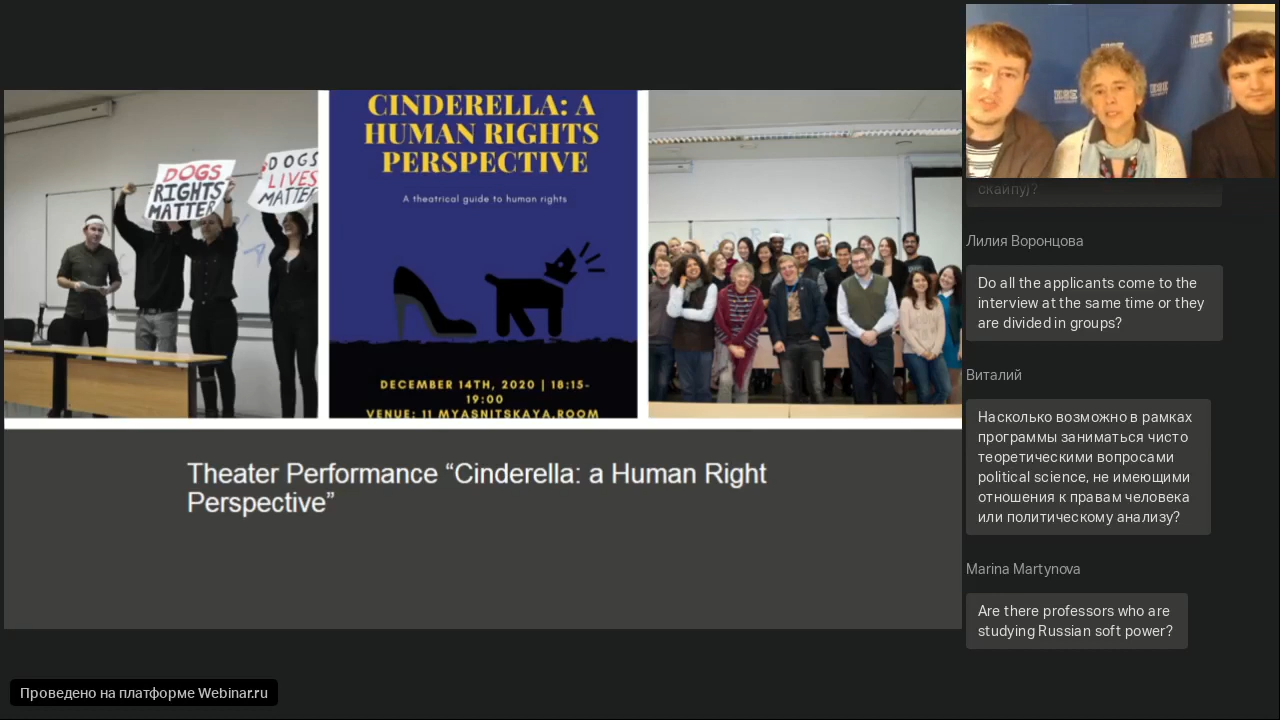 DOGS
RIGHTS
MATTER
DOGS
LIVES
MATTER
CINDERELLA: A
HUMAN RIGHTS
PERSPECTIVE
A theatrical guide to human rights
DECEMBER 14TH, 2020 | 18:15-
19:00
VENUE: 11 MYASNITSKAYA.ROOM
Theater Performance “Cinderella: a Human Right
Perspective”
HSE
HSE
скайпу)?
Лилия Воронцова
Do all the applicants come to the
interview at the same time or they
are divided in groups?
Виталий
Насколько возможно в рамках
программы заниматься чисто
теоретическими вопросами
political science, не имеющими
отношения к правам человека
или политическому анализу?
Marina Martynova
Are there professors who are
studying Russian soft power?
Проведено на платформе Webinar.ru